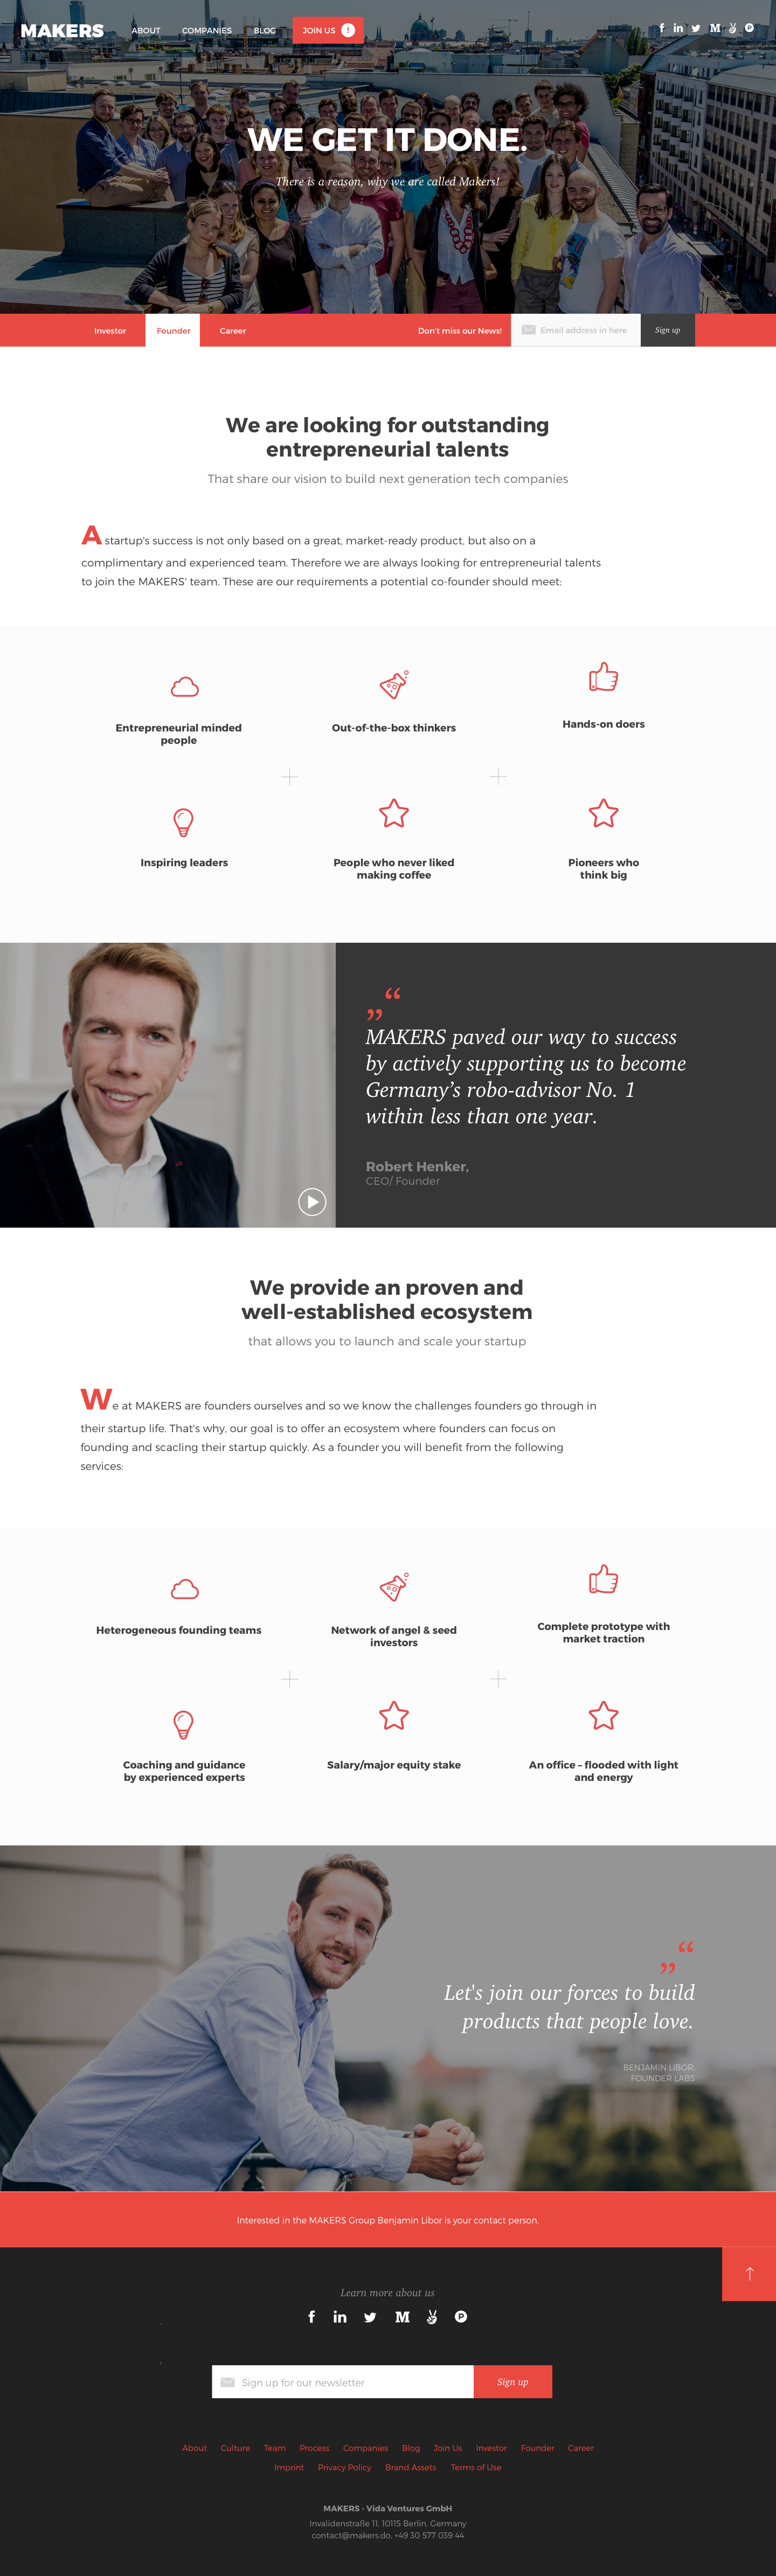 MAKERS ABOUT COMPANIES BLOG JOIN US !
WE GET IT DONE.
There is a reason, why we are called Makers!
Investor Founder Career Don't miss our News! Email address in here Sign up
We are looking for outstanding
entrepreneurial talents
That share our vision to build next generation tech companies
A startup's success is not only based on a great, market-ready product, but also on a
complimentary and experienced team. Therefore we are always looking for entrepreneurial talents
to join the MAKERS' team. These are our requirements a potential co-founder should meet:
Entrepreneurial minded
people
Out-of-the-box thinkers
Hands-on doers
Inspiring leaders
People who never liked
making coffee
Pioneers who
think big
“
”
MAKERS paved our way to success
by actively supporting us to become
Germany’s robo-advisor No. 1
within less than one year.
Robert Henker,
CEO/ Founder
We provide an proven and
well-established ecosystem
that allows you to launch and scale your startup
We at MAKERS are founders ourselves and so we know the challenges founders go through in
their startup life. That's why, our goal is to offer an ecosystem where founders can focus on
founding and scacling their startup quickly. As a founder you will benefit from the following
services:
Heterogeneous founding teams
Network of angel & seed
investors
Complete prototype with
market traction
Coaching and guidance
by experienced experts
Salary/major equity stake
An office – flooded with light
and energy
“
”
Let's join our forces to build
products that people love.
BENJAMIN LIBOR,
FOUNDER LABS
Interested in the MAKERS Group Benjamin Libor is your contact person.
Learn more about us
Sign up for our newsletter Sign up
About Culture Team Process Companies Blog Join Us Investor Founder Career
Imprint Privacy Policy Brand Assets Terms of Use
MAKERS - Vida Ventures GmbH
Invalidenstraße 11, 10115 Berlin, Germany
contact@makers.do. +49 30 577 039 44